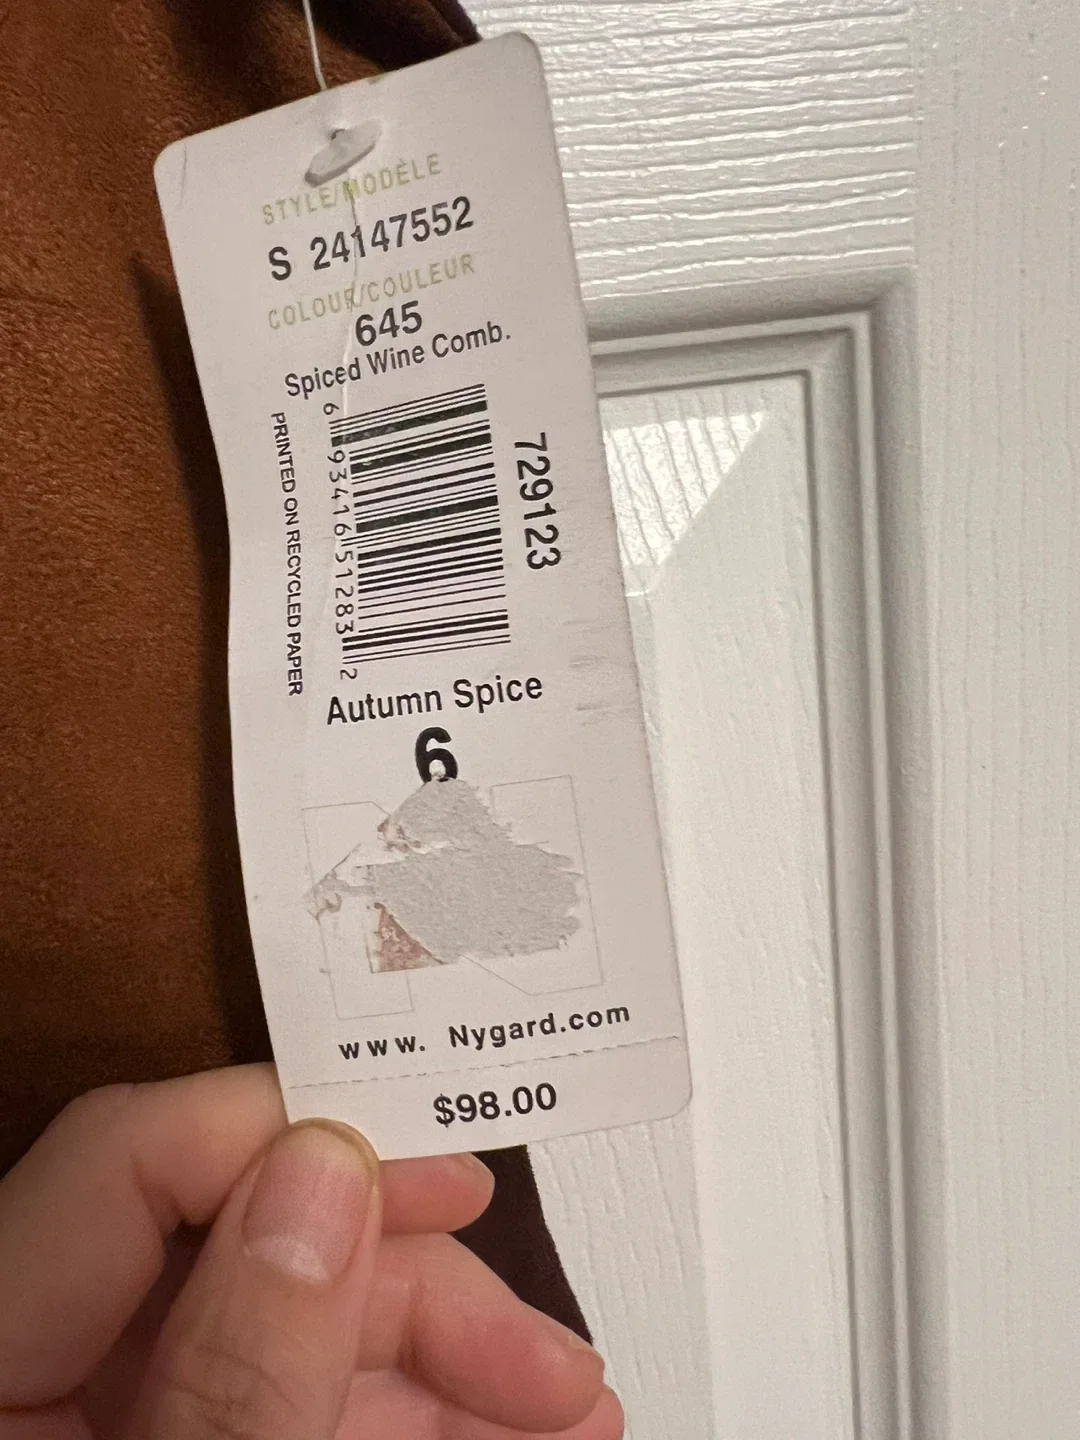 STYLE/MODÈLE
S 24147552
COLOUR/COULEUR
645
Spiced Wine Comb.
PRINTED ON RECYCLED PAPER
6 93416 51283 2
729123
Autumn Spice
6
www. Nygard.com
$98.00